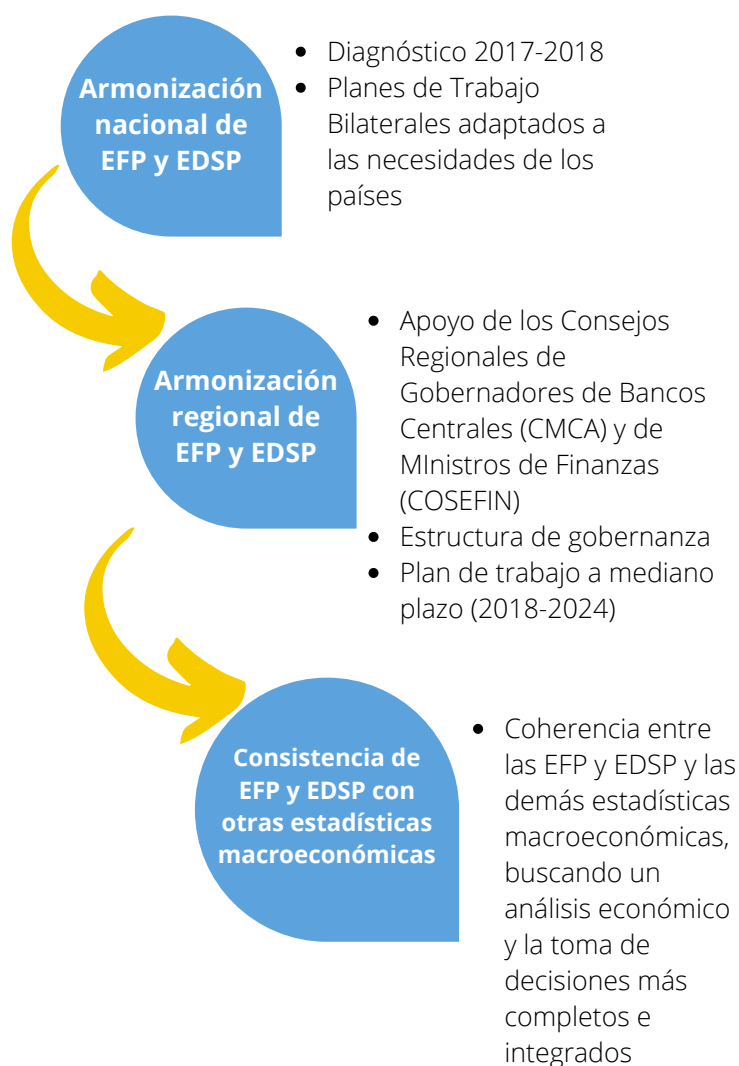 Armonización
nacional de
EFP y EDSP
• Diagnóstico 2017-2018
• Planes de Trabajo
Bilaterales adaptados a
las necesidades de los
países
Armonización
regional de
EFP y EDSP
• Apoyo de los Consejos
Regionales de
Gobernadores de Bancos
Centrales (CMCA) y de
MInistros de Finanzas
(COSEFIN)
• Estructura de gobernanza
• Plan de trabajo a mediano
plazo (2018-2024)
Consistencia de
EFP y EDSP con
otras estadísticas
macroeconómicas
• Coherencia entre
las EFP y EDSP y las
demás estadísticas
macroeconómicas,
buscando un
análisis económico
y la toma de
decisiones más
completos e
integrados